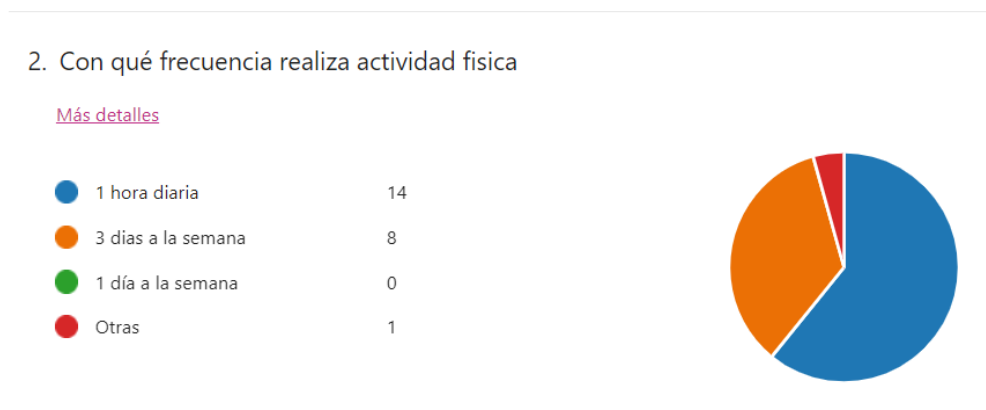 2. Con qué frecuencia realiza actividad fisica
Más detalles
1 hora diaria 14
3 dias a la semana 8
1 día a la semana 0
Otras 1